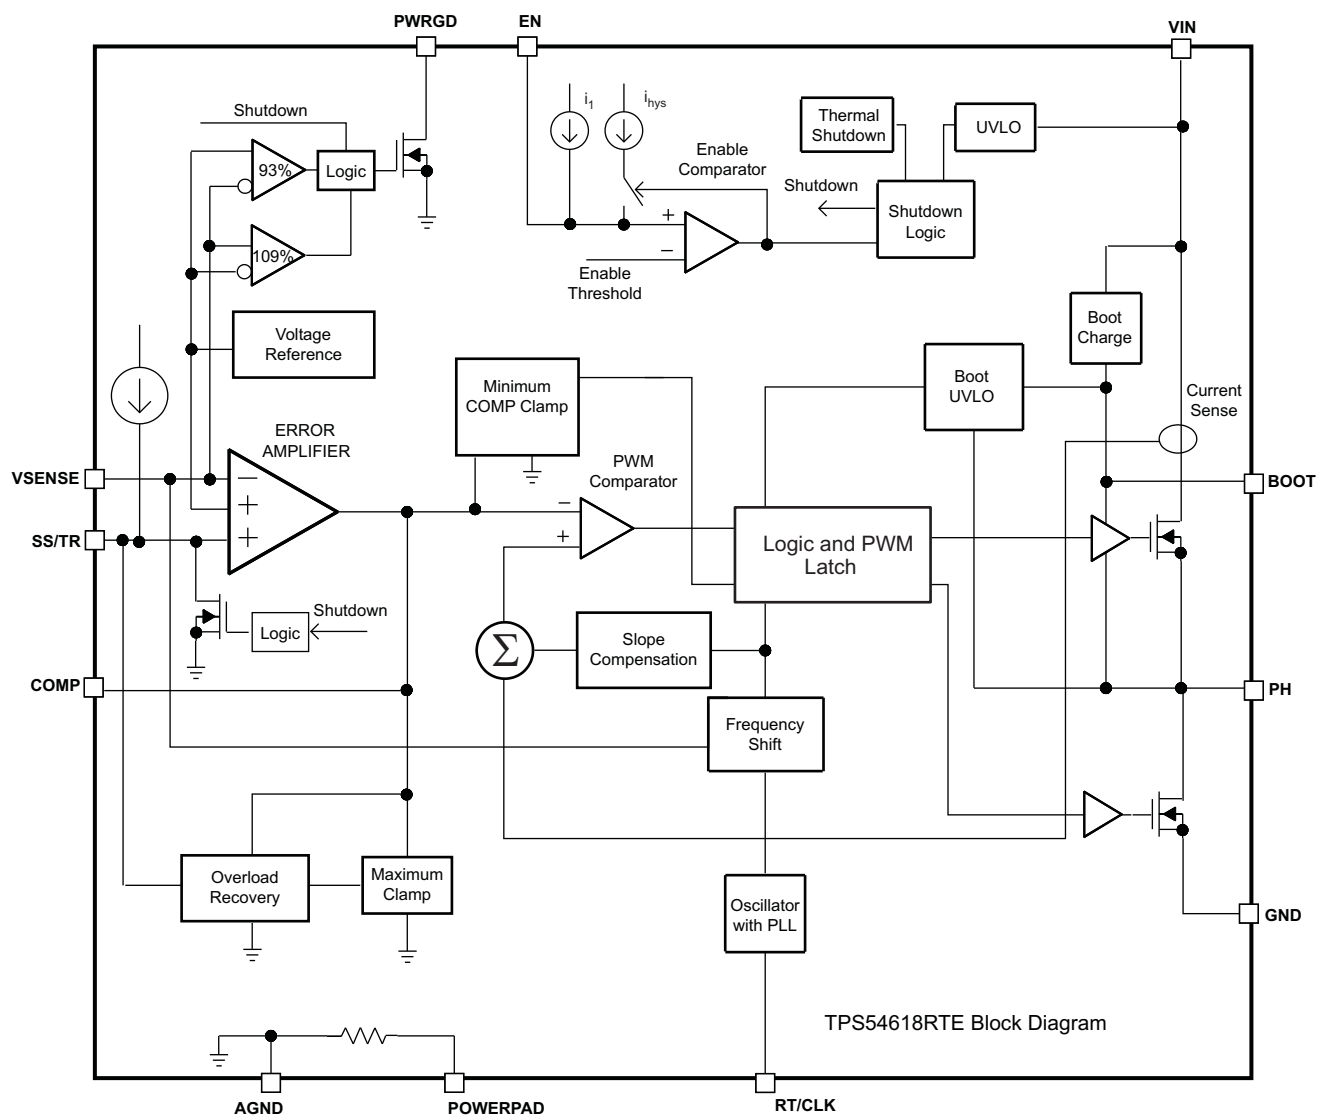 PWRGD
EN
VIN
Shutdown
93%
Logic
109%
i1
ihys
Enable
Comparator
+
−
Enable
Threshold
Thermal
Shutdown
UVLO
Shutdown
Shutdown
Logic
Voltage
Reference
Boot
Charge
Boot
UVLO
Current
Sense
Minimum
COMP Clamp
ERROR
AMPLIFIER
−
+
+
PWM
Comparator
−
+
VSENSE
SS/TR
BOOT
Logic and PWM
Latch
Shutdown
Logic
Σ
Slope
Compensation
COMP
PH
Frequency
Shift
Overload
Recovery
Maximum
Clamp
Oscillator
with PLL
GND
TPS54618RTE Block Diagram
AGND
POWERPAD
RT/CLK